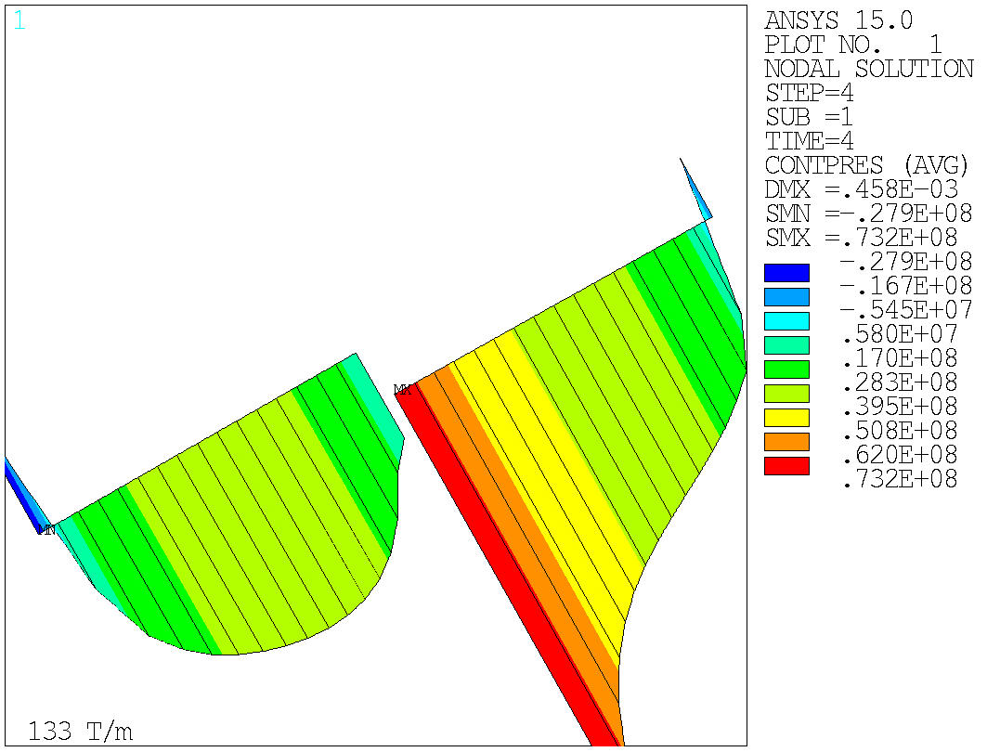 1
ANSYS 15.0
PLOT NO.   1
NODAL SOLUTION
STEP=4
SUB =1
TIME=4
CONTPRES (AVG)
DMX =.458E-03
SMN =-.279E+08
SMX =.732E+08
-.279E+08
-.167E+08
-.545E+07
.580E+07
.170E+08
.283E+08
.395E+08
.508E+08
.620E+08
.732E+08
MX
MN
133 T/m